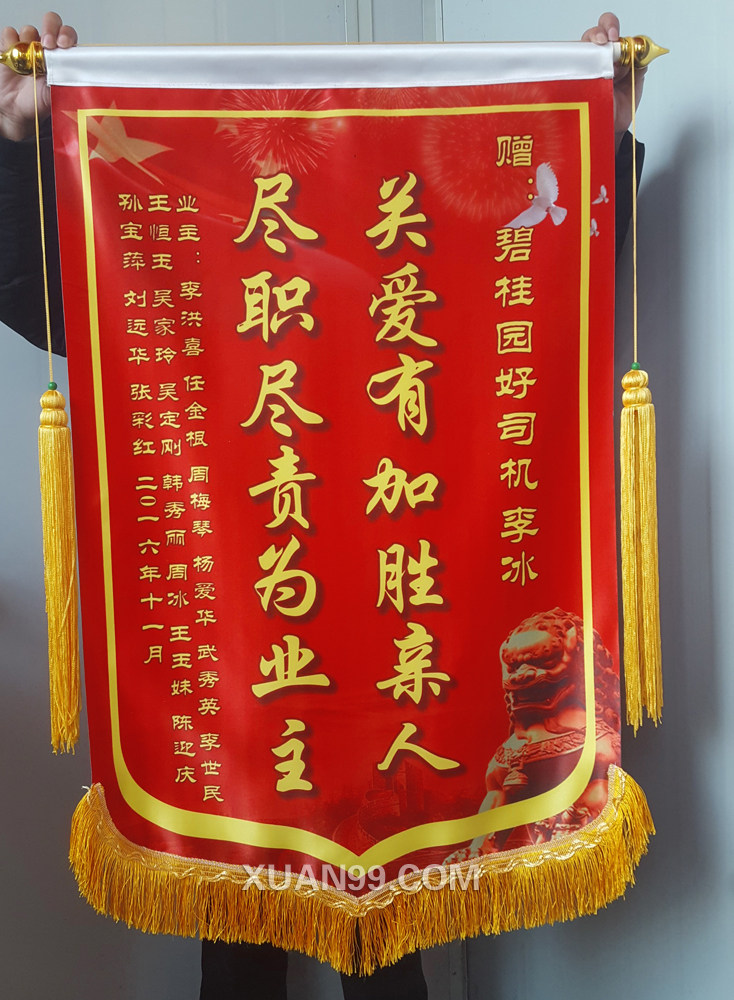 赠：碧桂园好司机李冰
关爱有加胜亲人
尽职尽责为业主
业主：李洪喜 任金根 周梅琴 杨爱华 武秀英 李世民
王恒玉 吴家玲 吴定刚 韩秀丽 周冰 王玉妹 陈迎庆
孙宝萍 刘远华 张彩红 二〇一六年十一月
XUAN99.COM